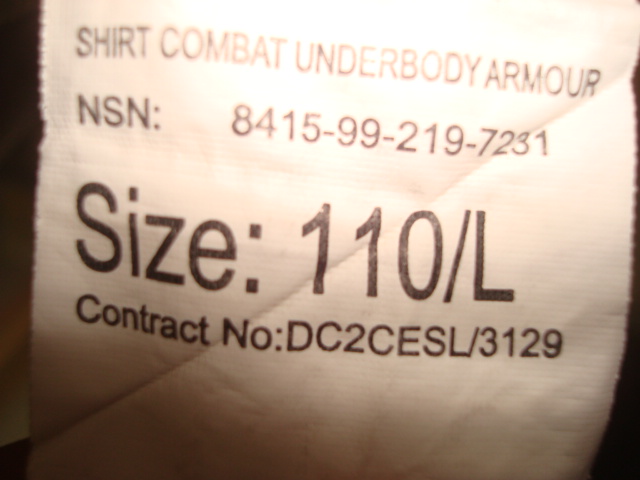 SHIRT COMBAT UNDERBODY ARMOUR
NSN: 8415-99-219-7231
Size: 110/L
Contract No:DC2CESL/3129